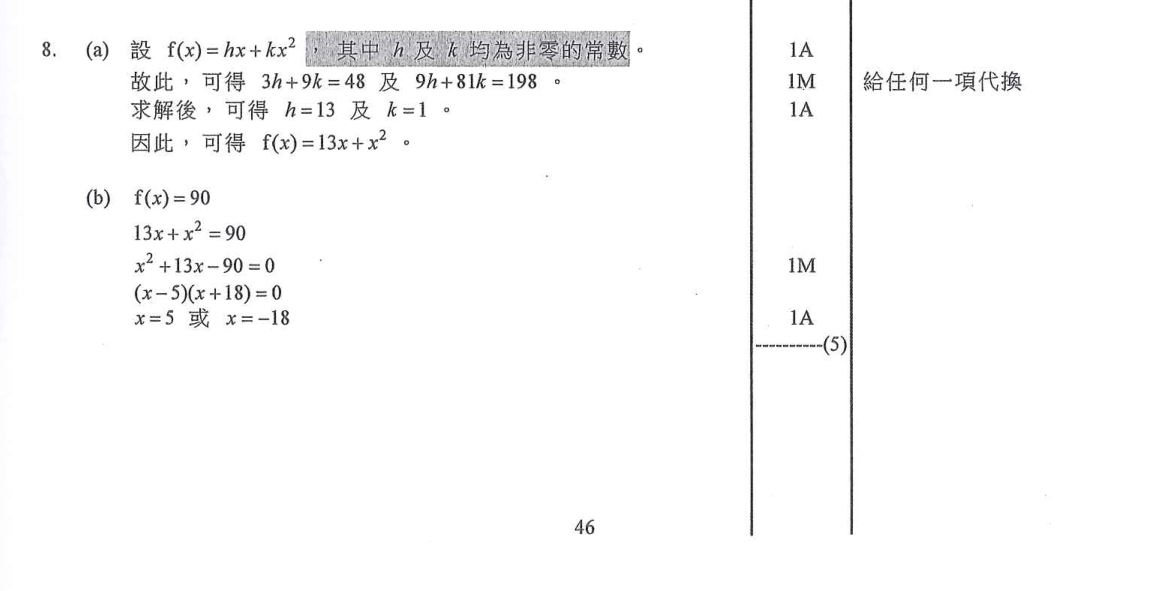 8. (a) 設 f(x) = hx + kx² ， 其中 h 及 k 均為非零的常數 。 1A
故此，可得 3h + 9k = 48 及 9h + 81k = 198 。 1M 給任何一項代換
求解後，可得 h = 13 及 k = 1 。 1A
因此，可得 f(x) = 13x + x² 。
(b) f(x) = 90
13x + x² = 90
x² + 13x − 90 = 0 1M
(x − 5)(x + 18) = 0
x = 5 或 x = −18 1A
----------(5)
46